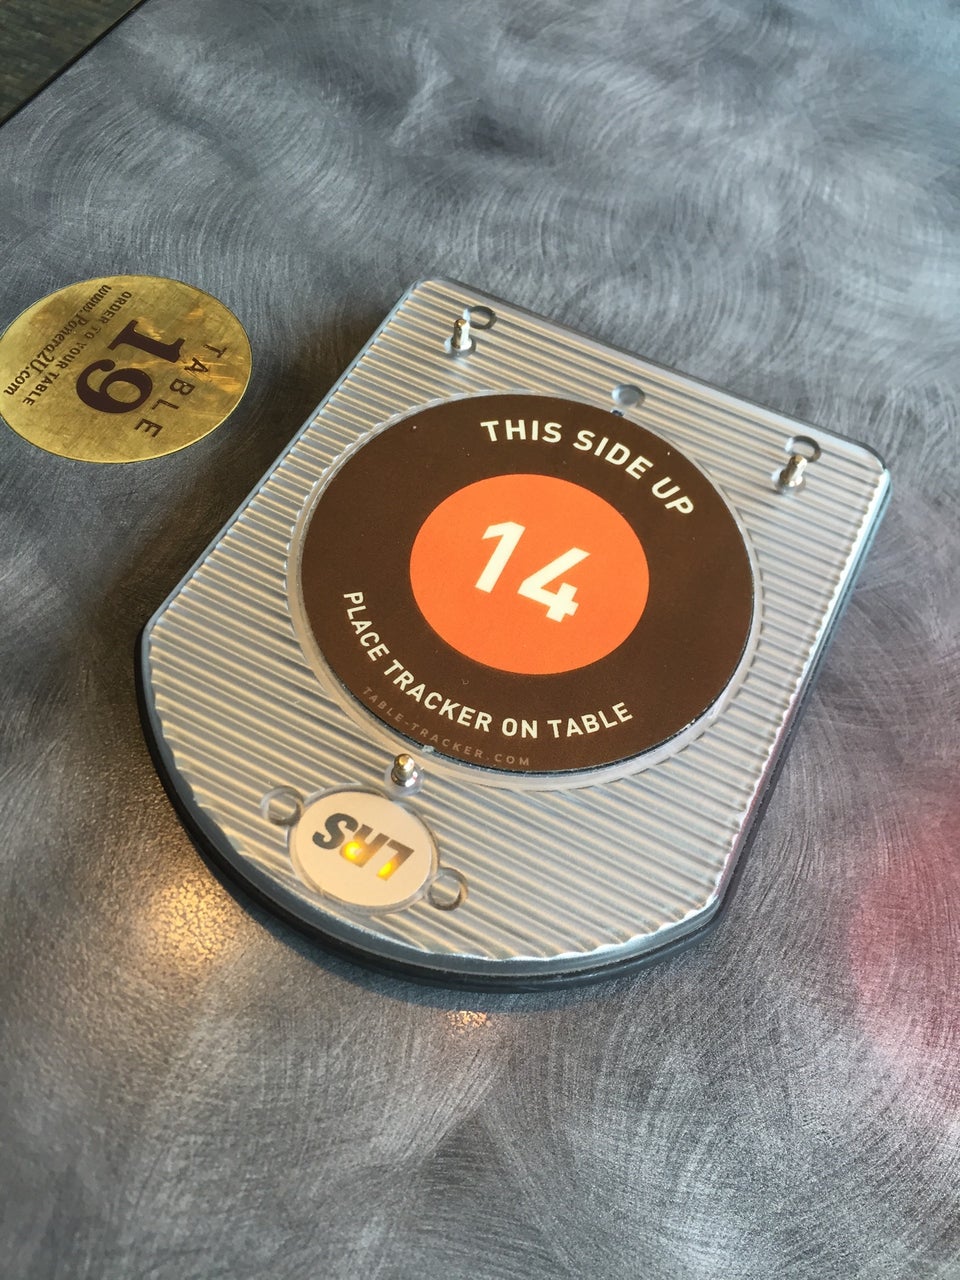 TABLE
19
ORDER TO YOUR TABLE
www.Panera2U.com
THIS SIDE UP
14
PLACE TRACKER ON TABLE
TABLE-TRACKER.COM
LRS